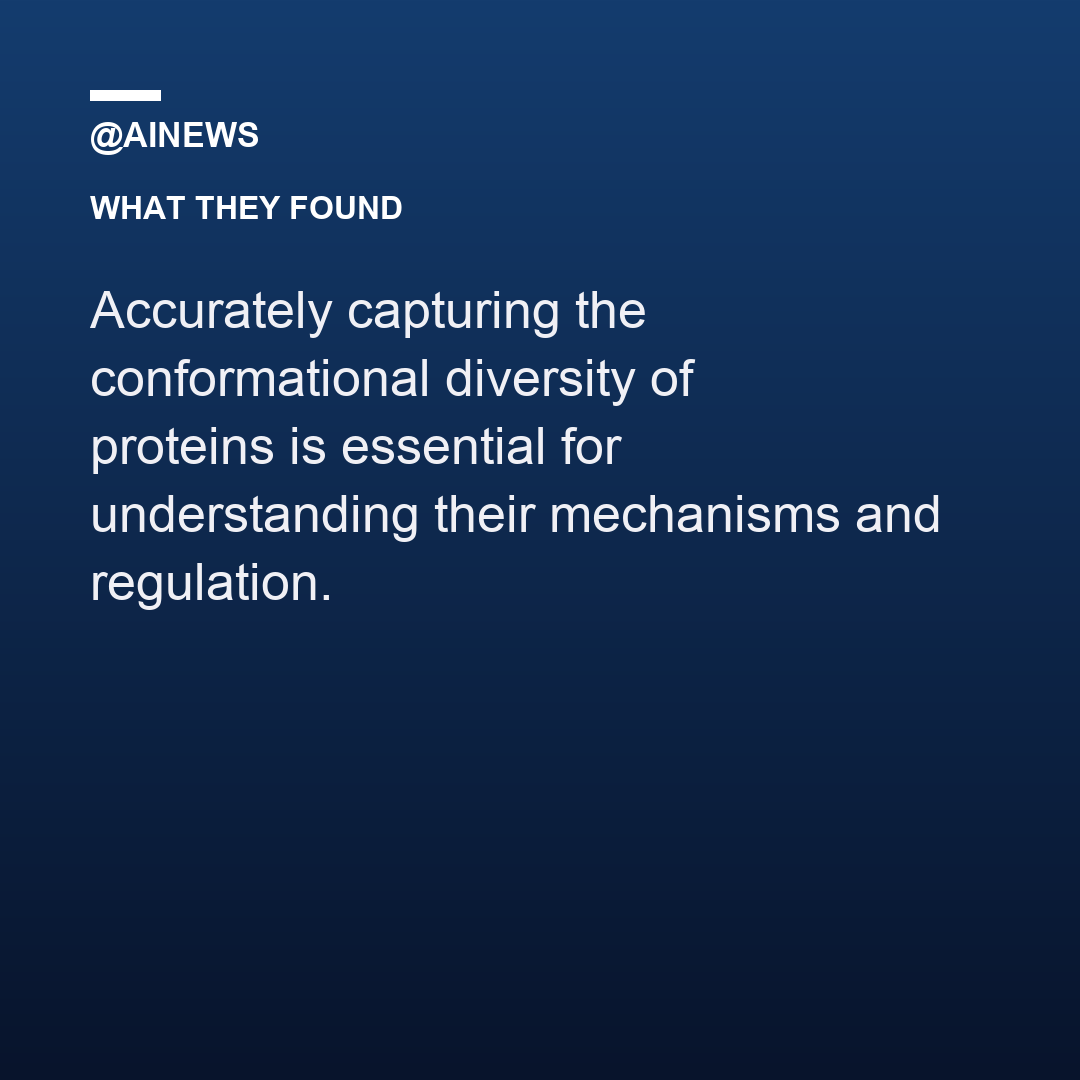 @AINEWS
WHAT THEY FOUND
Accurately capturing the
conformational diversity of
proteins is essential for
understanding their mechanisms and
regulation.